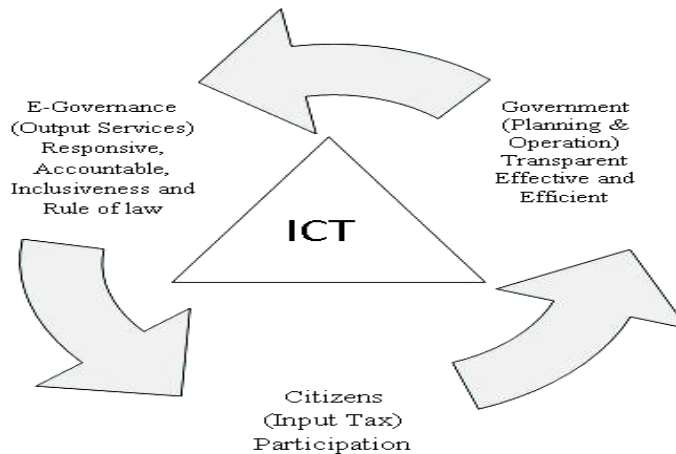 E-Governance
(Output Services)
Responsive,
Accountable,
Inclusiveness and
Rule of law
Government
(Planning &
Operation)
Transparent
Effective and
Efficient
ICT
Citizens
(Input Tax)
Participation